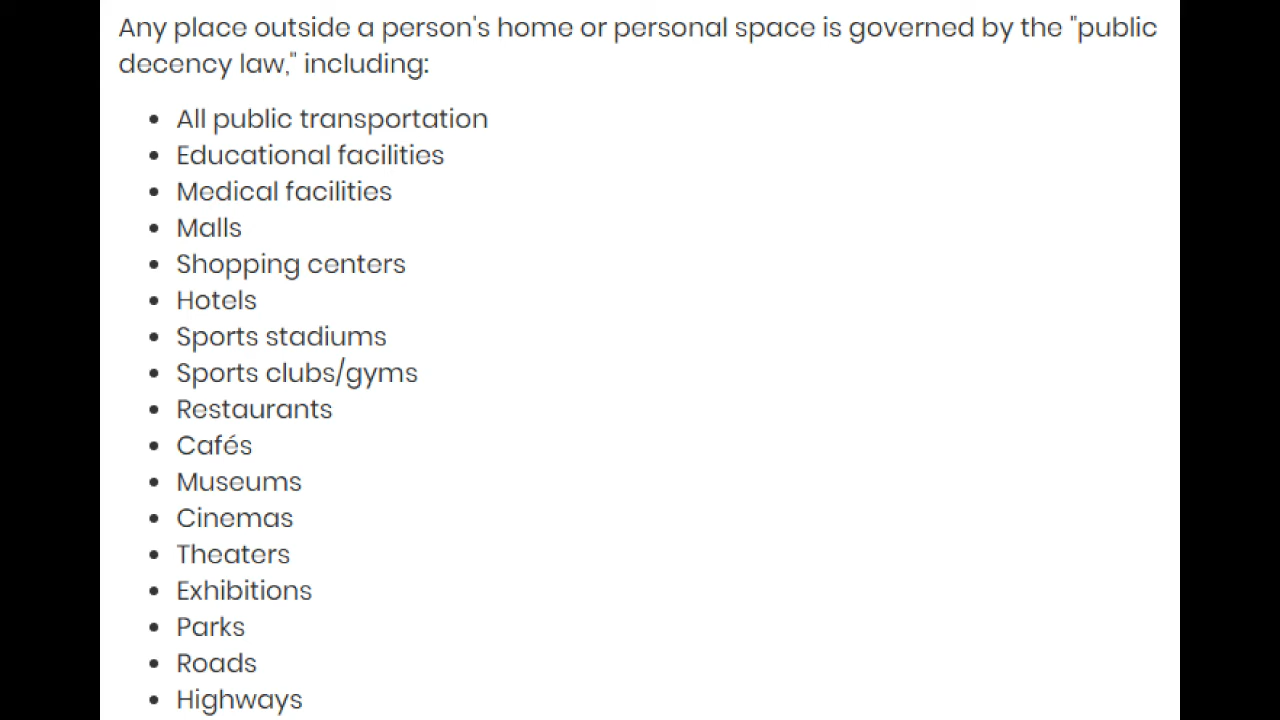 Any place outside a person's home or personal space is governed by the "public
decency law," including:
• All public transportation
• Educational facilities
• Medical facilities
• Malls
• Shopping centers
• Hotels
• Sports stadiums
• Sports clubs/gyms
• Restaurants
• Cafés
• Museums
• Cinemas
• Theaters
• Exhibitions
• Parks
• Roads
• Highways